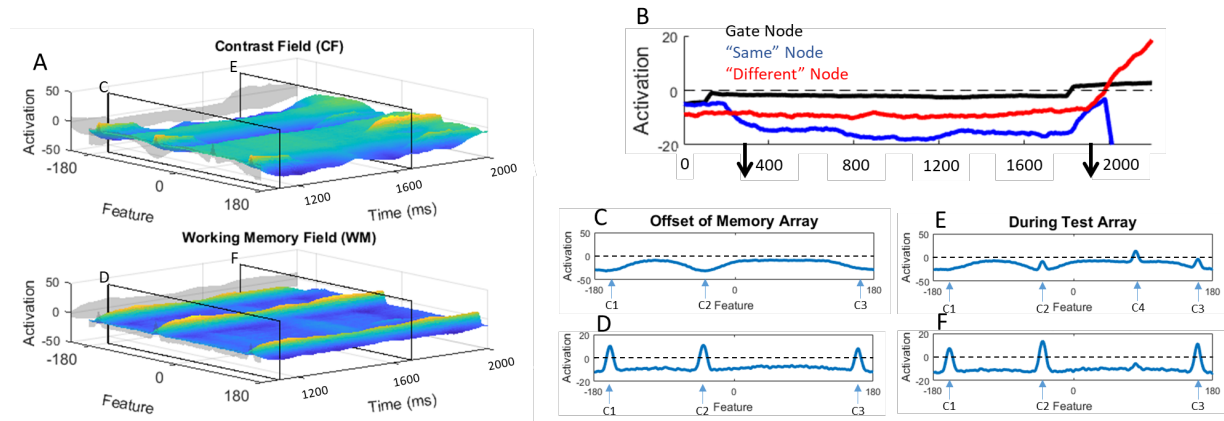 A
Contrast Field (CF)
C
E
Activation
50
0
-50
-180
0
180
Feature
1200
1600
2000
Time (ms)
Working Memory Field (WM)
D
F
Activation
50
0
-50
-180
0
180
Feature
1200
1600
2000
Time (ms)
B
Gate Node
"Same" Node
"Different" Node
Activation
20
0
-20
0 400 800 1200 1600 2000
C
Offset of Memory Array
Activation
50
0
-50
-180 0 180
C1 C2 Feature C3
E
During Test Array
Activation
50
0
-50
-180 0 180
C1 C2 Feature C4 C3
D
Activation
20
0
-20
-180 0 180
C1 C2 Feature C3
F
Activation
20
0
-20
-180 0 180
C1 C2 Feature C3